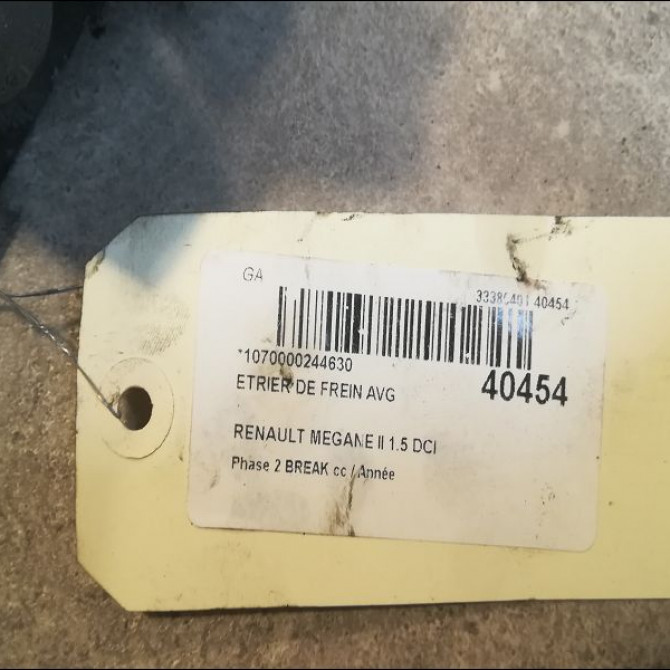 GA
40454
*1070000244630
ETRIER DE FREIN AVG
40454
RENAULT MEGANE II 1.5 DCI
Phase 2 BREAK cc / Année